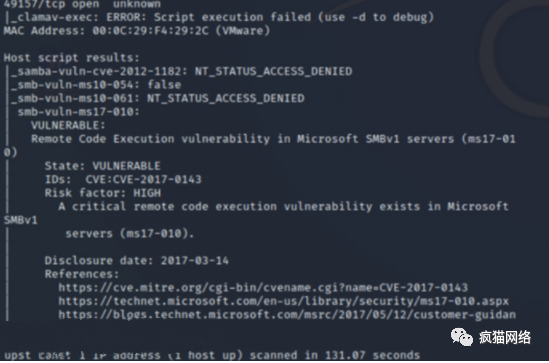 49157/tcp open  unknown
|_clamav-exec: ERROR: Script execution failed (use -d to debug)
MAC Address: 00:0C:29:F4:29:2C (VMware)
Host script results:
|_samba-vuln-cve-2012-1182: NT_STATUS_ACCESS_DENIED
|_smb-vuln-ms10-054: false
|_smb-vuln-ms10-061: NT_STATUS_ACCESS_DENIED
| smb-vuln-ms17-010:
|   VULNERABLE:
|   Remote Code Execution vulnerability in Microsoft SMBv1 servers (ms17-01
0)
|     State: VULNERABLE
|     IDs:  CVE:CVE-2017-0143
|     Risk factor: HIGH
|       A critical remote code execution vulnerability exists in Microsoft
SMBv1
|        servers (ms17-010).
|
|     Disclosure date: 2017-03-14
|     References:
|       https://cve.mitre.org/cgi-bin/cvename.cgi?name=CVE-2017-0143
|       https://technet.microsoft.com/en-us/library/security/ms17-010.aspx
|       https://blogs.technet.microsoft.com/msrc/2017/05/12/customer-guidan
疯猫网络
1 IP address (1 host up) scanned in 131.07 seconds